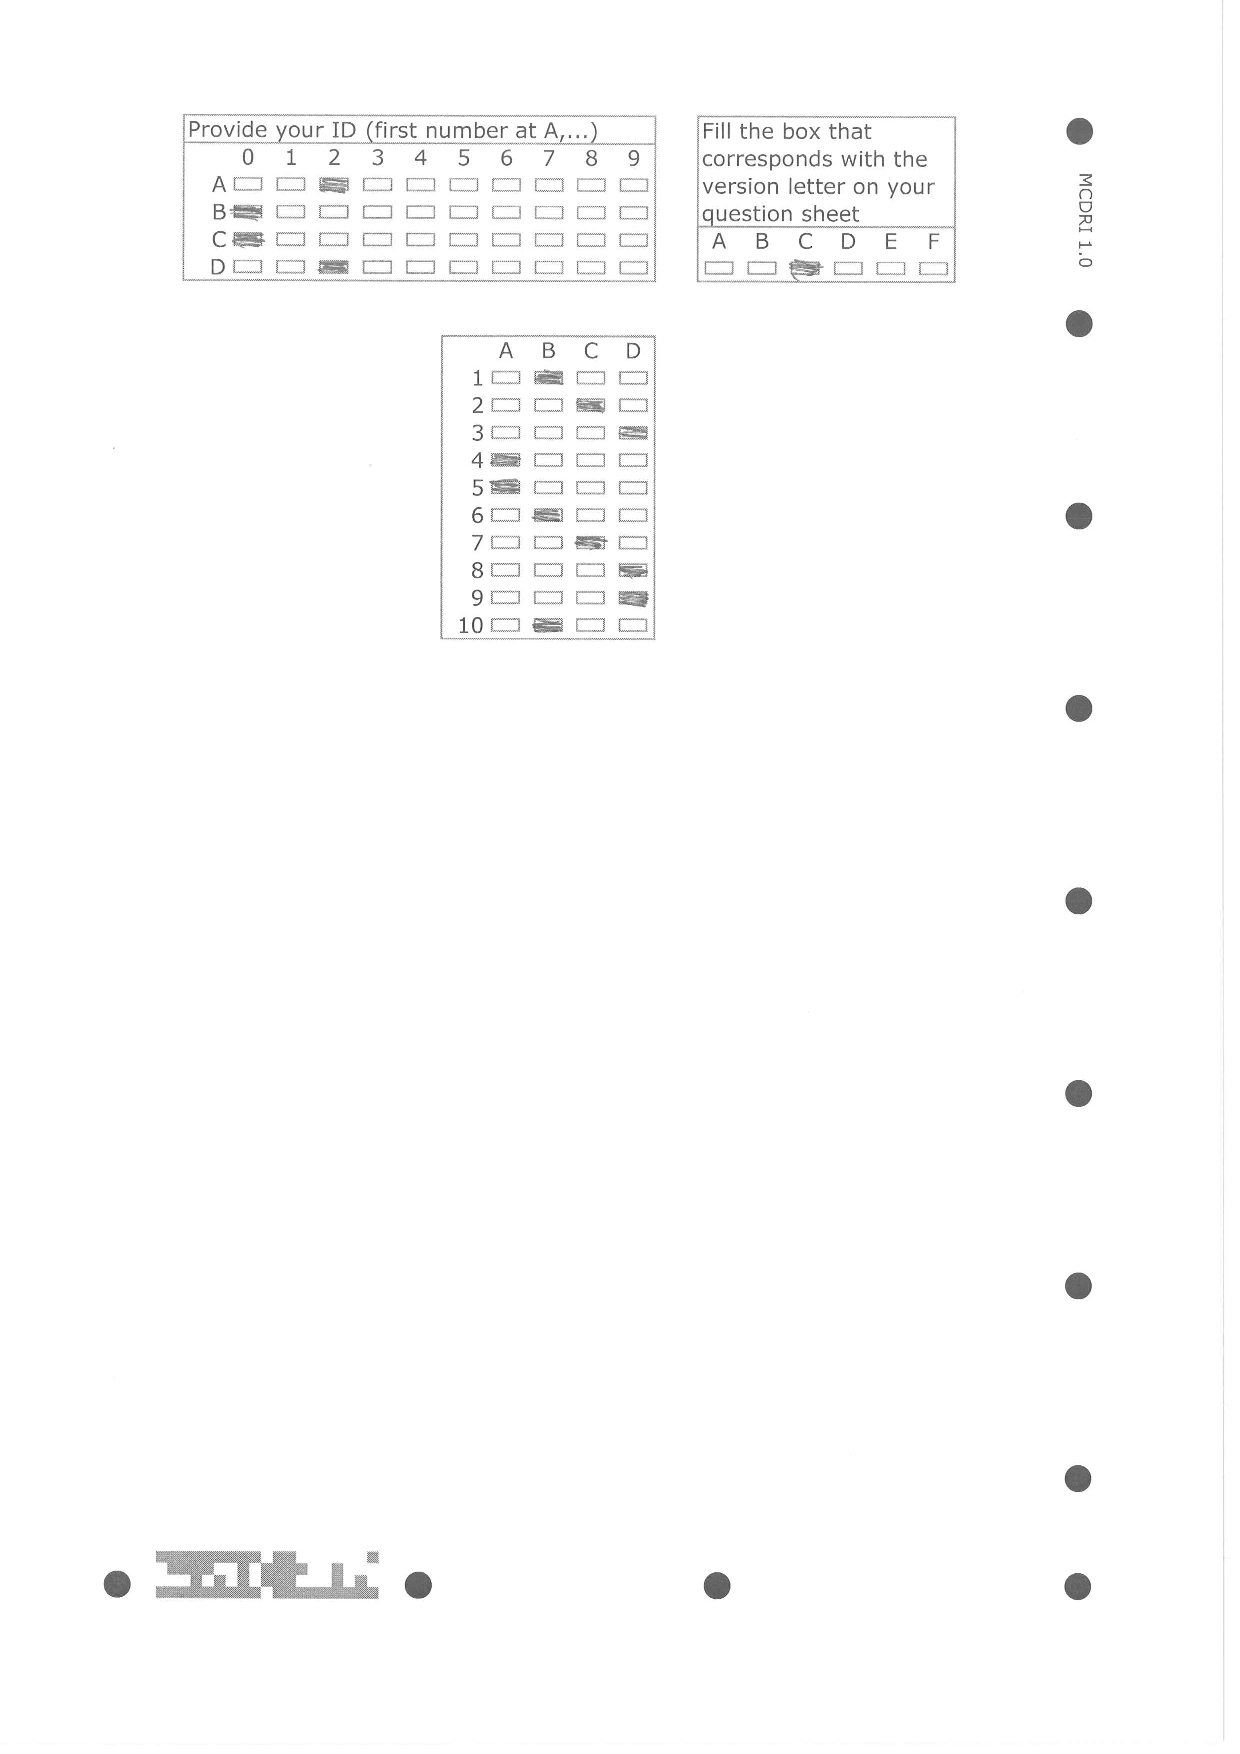 Provide your ID (first number at A,...)
0 1 2 3 4 5 6 7 8 9
A
B
C
D
Fill the box that
corresponds with the
version letter on your
question sheet
A B C D E F
MCDRI 1.0
A B C D
1
2
3
4
5
6
7
8
9
10